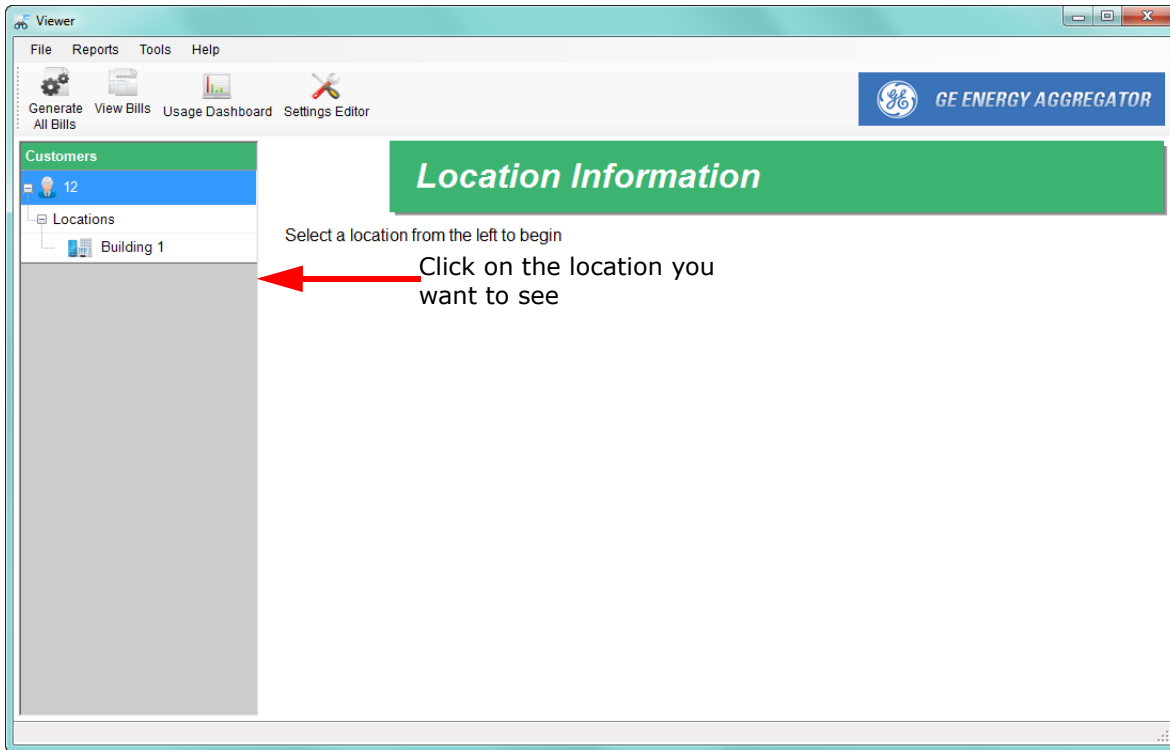 Viewer
File Reports Tools Help
Generate All Bills
View Bills
Usage Dashboard
Settings Editor
GE ENERGY AGGREGATOR
Customers
12
Locations
Building 1
Location Information
Select a location from the left to begin
Click on the location you
want to see